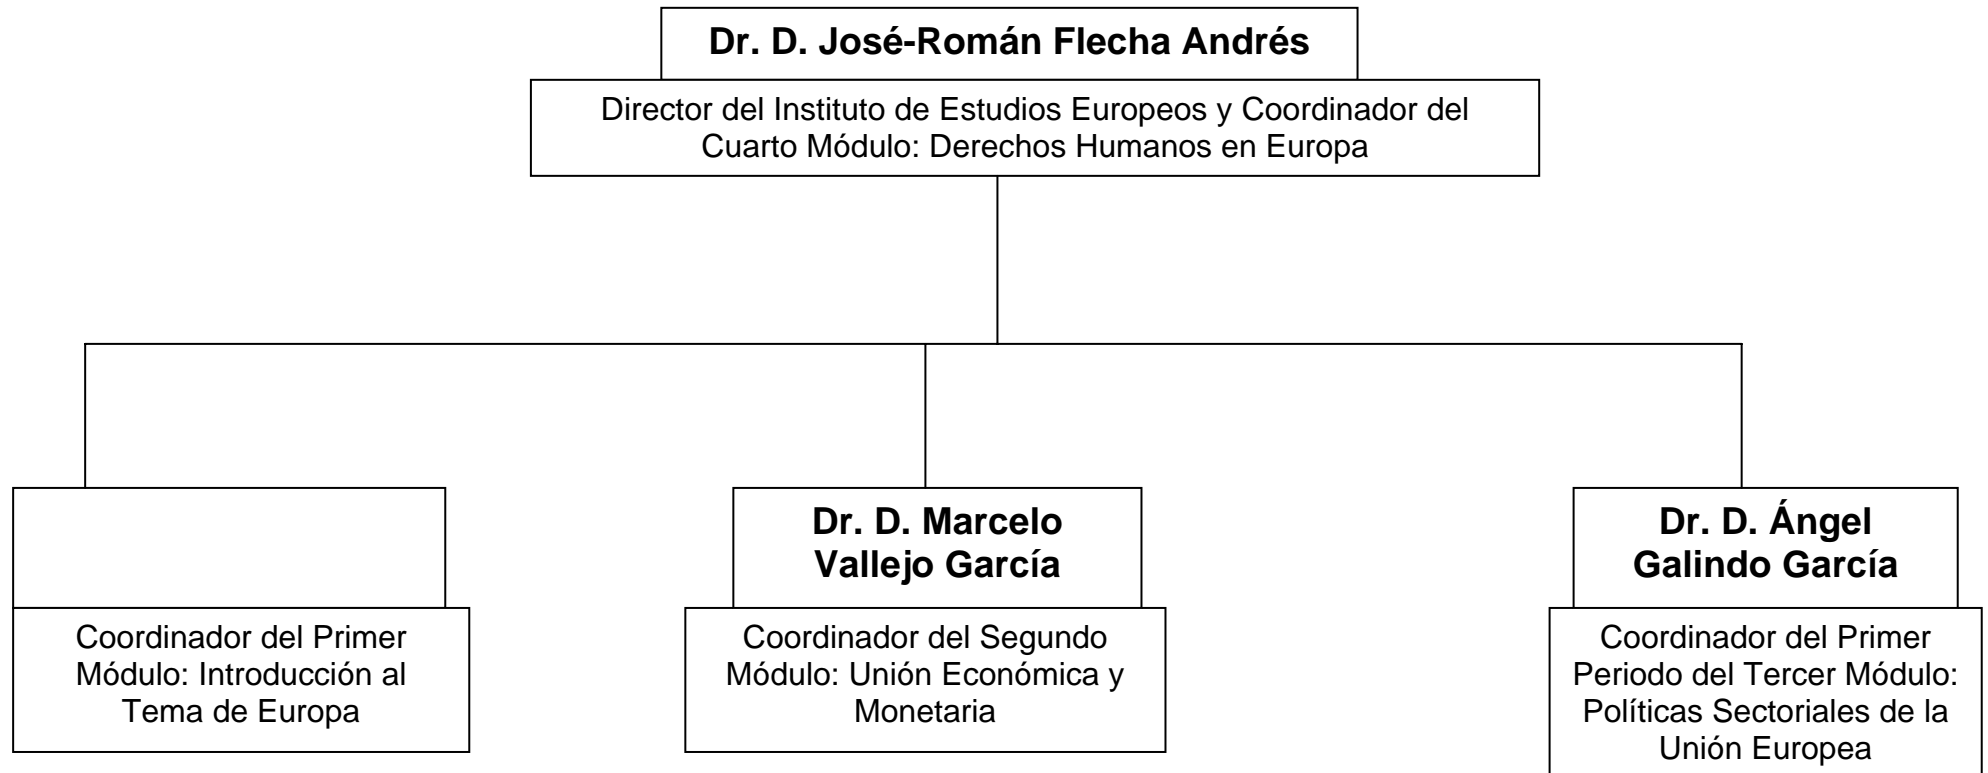 Dr. D. José-Román Flecha Andrés
Director del Instituto de Estudios Europeos y Coordinador del
Cuarto Módulo: Derechos Humanos en Europa
Coordinador del Primer
Módulo: Introducción al
Tema de Europa
Dr. D. Marcelo
Vallejo García
Coordinador del Segundo
Módulo: Unión Económica y
Monetaria
Dr. D. Ángel
Galindo García
Coordinador del Primer
Periodo del Tercer Módulo:
Políticas Sectoriales de la
Unión Europea